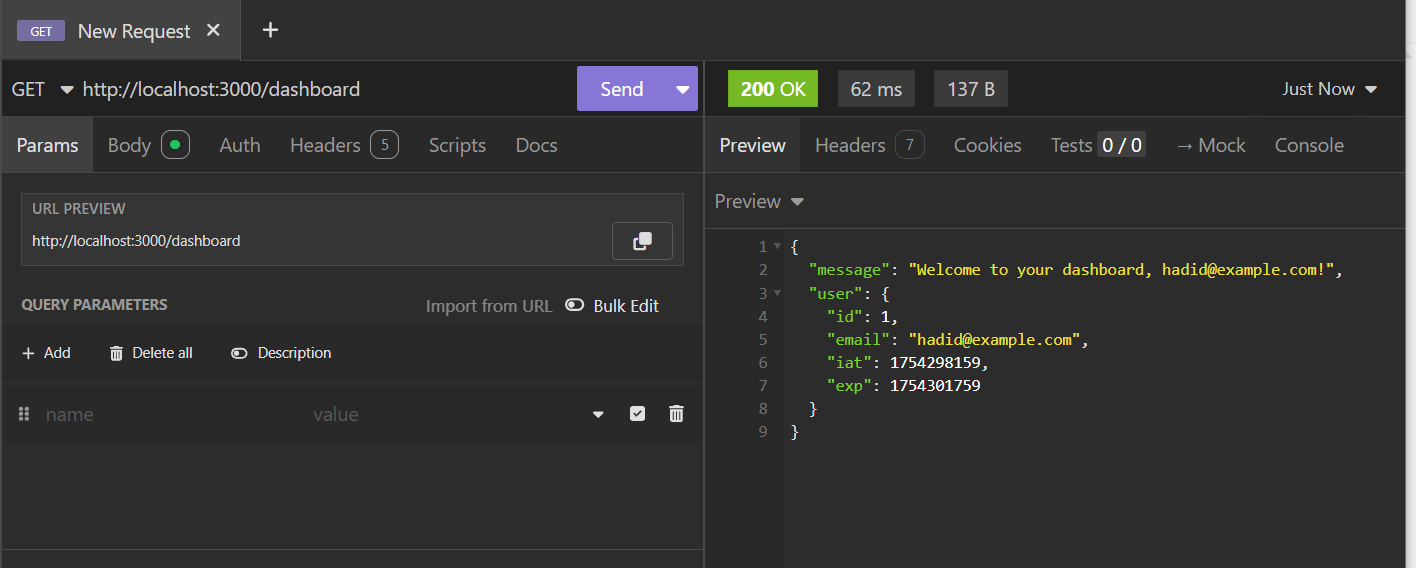 GET New Request
GET http://localhost:3000/dashboard Send
Params Body Auth Headers 5 Scripts Docs
URL PREVIEW
http://localhost:3000/dashboard
QUERY PARAMETERS Import from URL Bulk Edit
Add Delete all Description
name value
200 OK 62 ms 137 B Just Now
Preview Headers 7 Cookies Tests 0 / 0 → Mock Console
Preview
1 {
2 "message": "Welcome to your dashboard, hadid@example.com!",
3 "user": {
4 "id": 1,
5 "email": "hadid@example.com",
6 "iat": 1754298159,
7 "exp": 1754301759
8 }
9 }